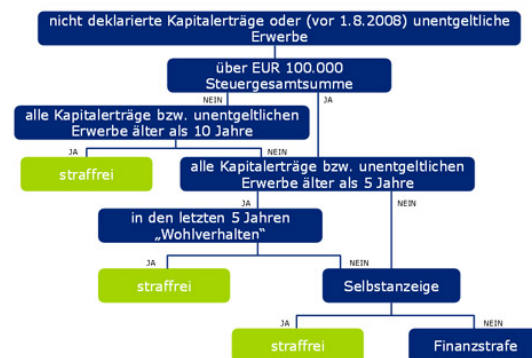 nicht deklarierte Kapitalerträge oder (vor 1.8.2008) unentgeltliche
Erwerbe
über EUR 100.000
Steuergesamtsumme
NEIN
JA
alle Kapitalerträge bzw. unentgeltlichen
Erwerbe älter als 10 Jahre
JA
NEIN
straffrei
alle Kapitalerträge bzw. unentgeltlichen
Erwerbe älter als 5 Jahre
JA
NEIN
in den letzten 5 Jahren
„Wohlverhalten“
JA
NEIN
straffrei
Selbstanzeige
JA
NEIN
straffrei
Finanzstrafe